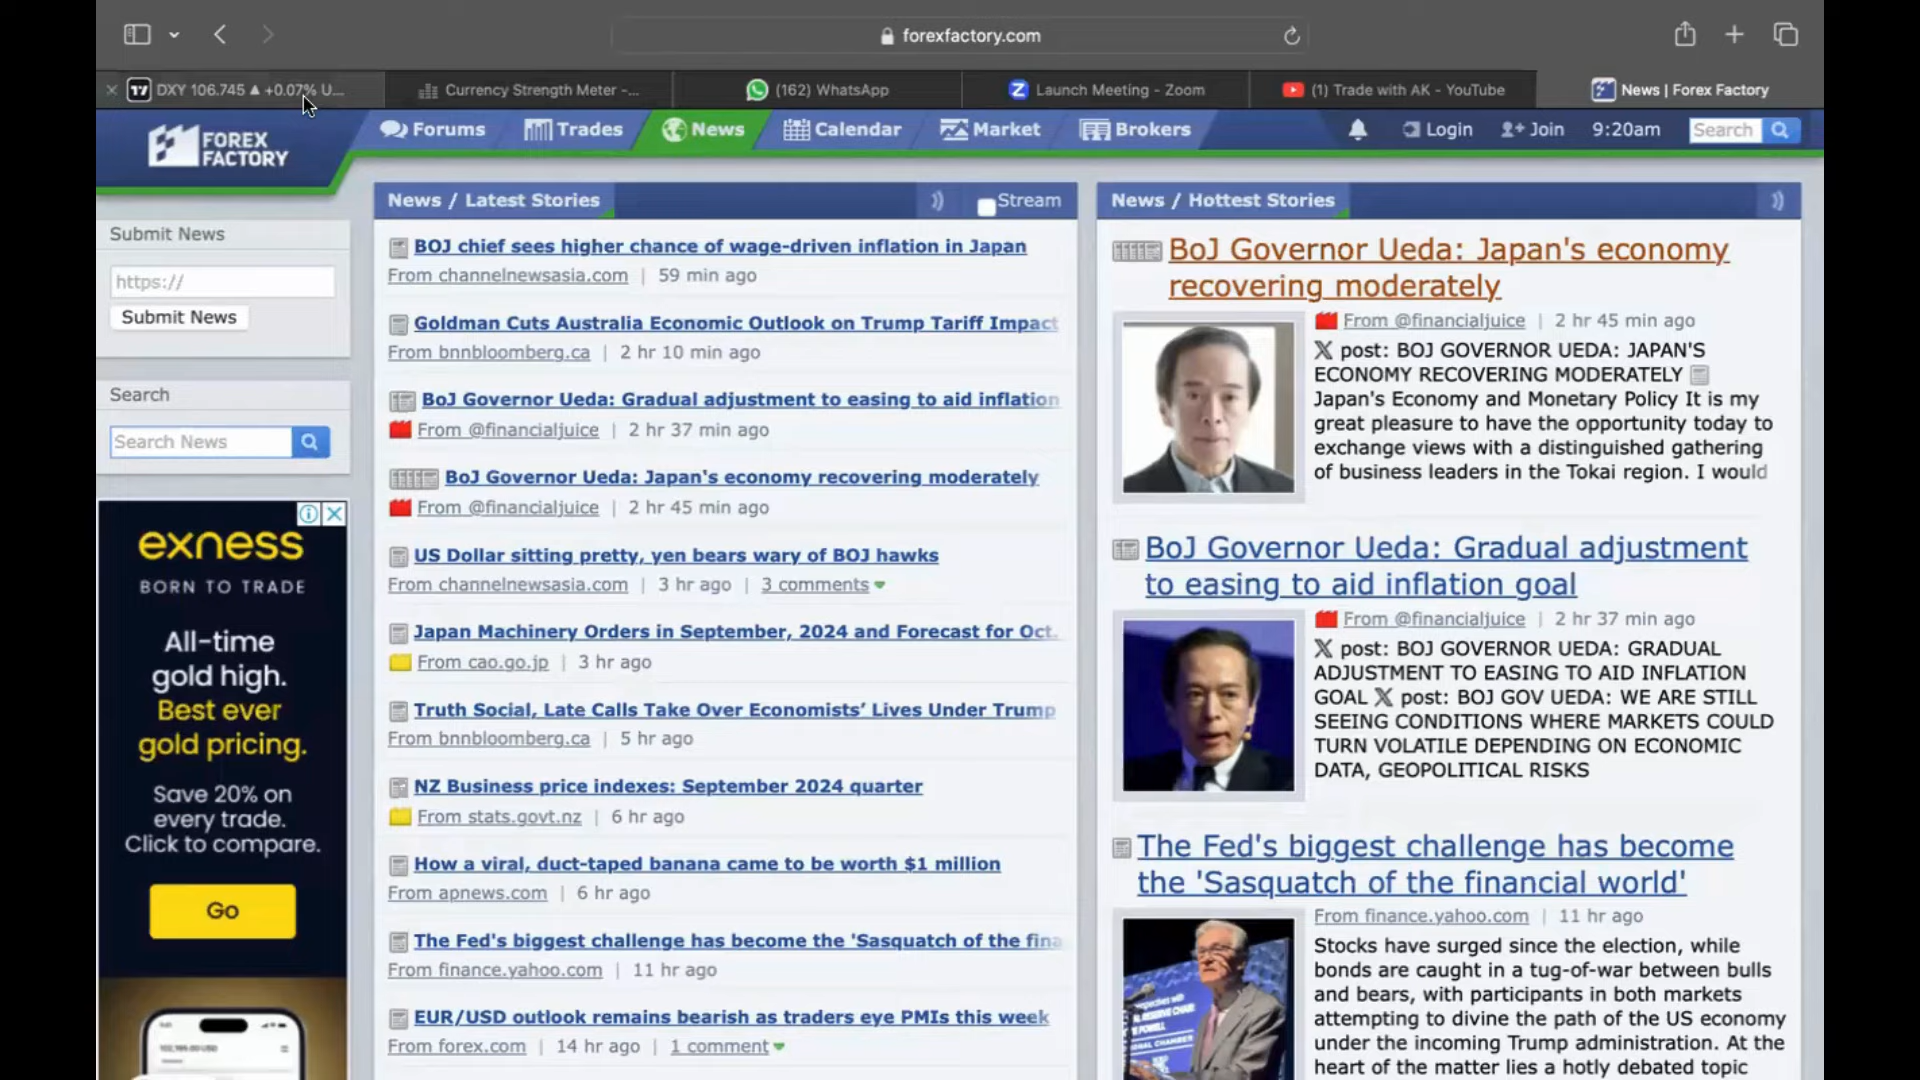 forexfactory.com
DXY 106.745 ▲ +0.07% U...
Currency Strength Meter -...
(162) WhatsApp
Launch Meeting - Zoom
(1) Trade with AK - YouTube
News | Forex Factory
FOREX
FACTORY
Forums
Trades
News
Calendar
Market
Brokers
Login
Join
9:20am
Search
Submit News
https://
Submit News
Search
Search News
exness
BORN TO TRADE
All-time
gold high.
Best ever
gold pricing.
Save 20% on
every trade.
Click to compare.
Go
News / Latest Stories
Stream
BOJ chief sees higher chance of wage-driven inflation in Japan
From channelnewsasia.com | 59 min ago
Goldman Cuts Australia Economic Outlook on Trump Tariff Impact
From bnnbloomberg.ca | 2 hr 10 min ago
BoJ Governor Ueda: Gradual adjustment to easing to aid inflation
From @financialjuice | 2 hr 37 min ago
BoJ Governor Ueda: Japan's economy recovering moderately
From @financialjuice | 2 hr 45 min ago
US Dollar sitting pretty, yen bears wary of BOJ hawks
From channelnewsasia.com | 3 hr ago | 3 comments
Japan Machinery Orders in September, 2024 and Forecast for Oct.
From cao.go.jp | 3 hr ago
Truth Social, Late Calls Take Over Economists’ Lives Under Trump
From bnnbloomberg.ca | 5 hr ago
NZ Business price indexes: September 2024 quarter
From stats.govt.nz | 6 hr ago
How a viral, duct-taped banana came to be worth $1 million
From apnews.com | 6 hr ago
The Fed's biggest challenge has become the 'Sasquatch of the fina
From finance.yahoo.com | 11 hr ago
EUR/USD outlook remains bearish as traders eye PMIs this week
From forex.com | 14 hr ago | 1 comment
News / Hottest Stories
BoJ Governor Ueda: Japan's economy
recovering moderately
From @financialjuice | 2 hr 45 min ago
X post: BOJ GOVERNOR UEDA: JAPAN'S
ECONOMY RECOVERING MODERATELY
Japan's Economy and Monetary Policy It is my
great pleasure to have the opportunity today to
exchange views with a distinguished gathering
of business leaders in the Tokai region. I would
BoJ Governor Ueda: Gradual adjustment
to easing to aid inflation goal
From @financialjuice | 2 hr 37 min ago
X post: BOJ GOVERNOR UEDA: GRADUAL
ADJUSTMENT TO EASING TO AID INFLATION
GOAL X post: BOJ GOV UEDA: WE ARE STILL
SEEING CONDITIONS WHERE MARKETS COULD
TURN VOLATILE DEPENDING ON ECONOMIC
DATA, GEOPOLITICAL RISKS
The Fed's biggest challenge has become
the 'Sasquatch of the financial world'
From finance.yahoo.com | 11 hr ago
Stocks have surged since the election, while
bonds are caught in a tug-of-war between bulls
and bears, with participants in both markets
attempting to divine the path of the US economy
under the incoming Trump administration. At the
heart of the matter lies a hotly debated topic